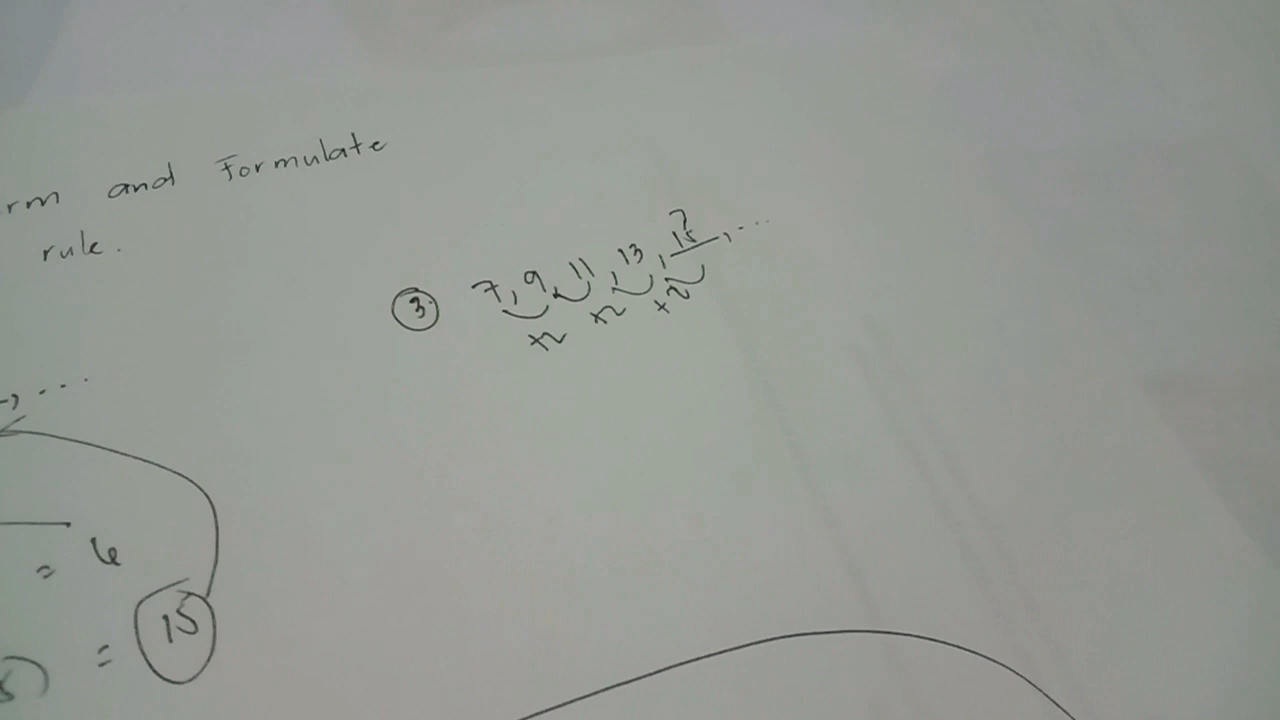 rm and Formulate
rule.
?
③ 7, 9, 11, 13, 15, ...
+2 +2 +2
, ...
= 6
= 15